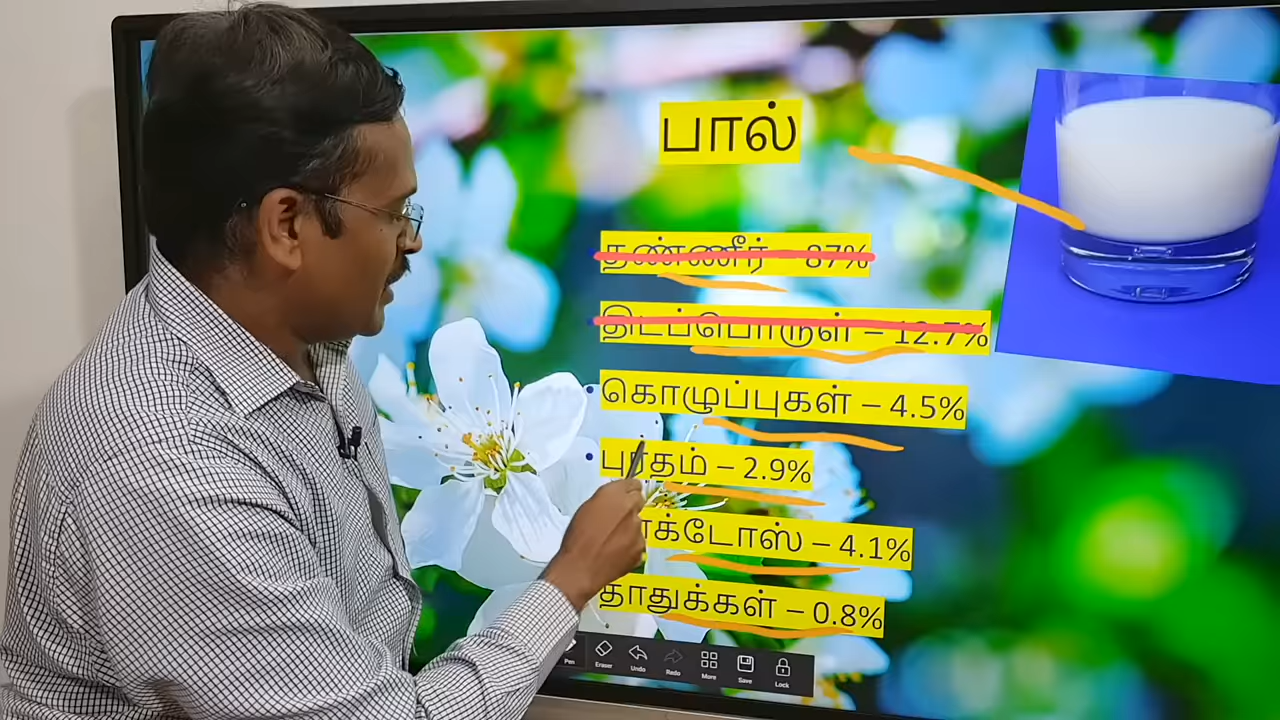 பால்
தண்ணீர் – 87%
திடப்பொருள் – 12.7%
கொழுப்புகள் – 4.5%
புரதம் – 2.9%
– 4.1%
தாதுக்கள் – 0.8%
Pen Eraser Undo Redo More Save Lock